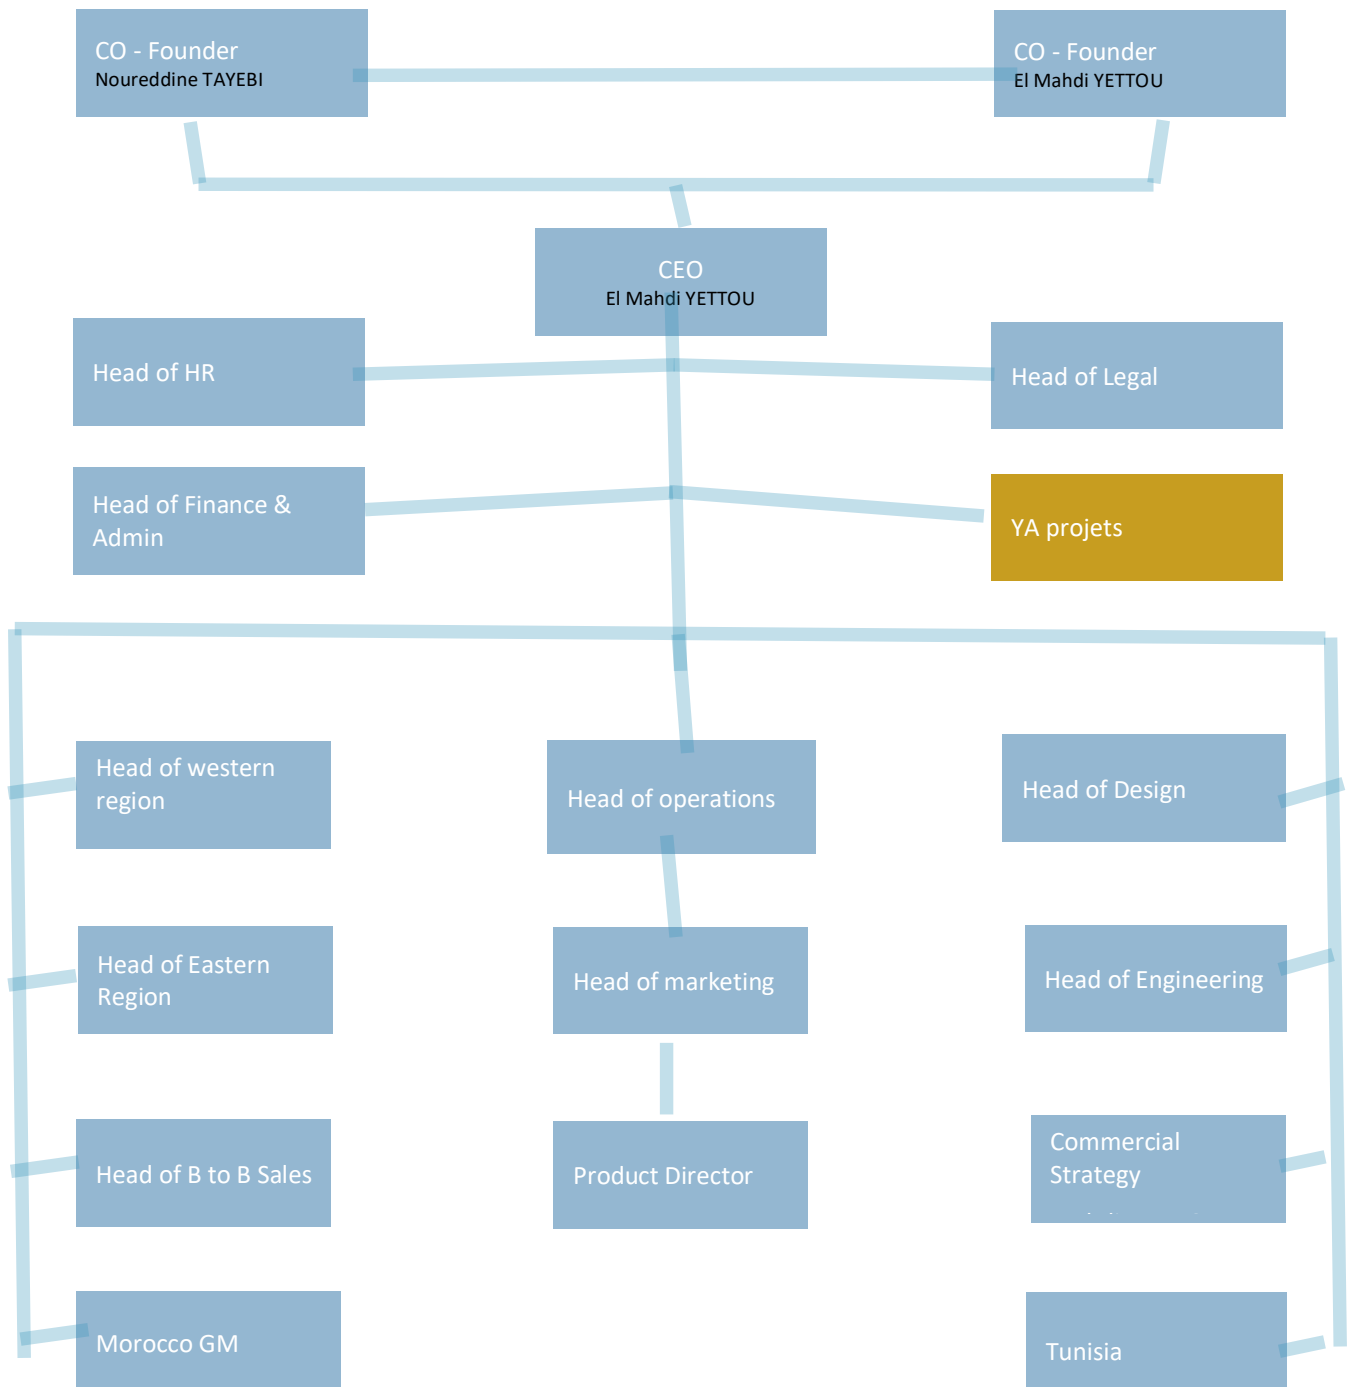 CO - Founder
Noureddine TAYEBI
CO - Founder
El Mahdi YETTOU
CEO
El Mahdi YETTOU
Head of HR
Head of Legal
Head of Finance &
Admin
YA projets
Head of western
region
Head of operations
Head of Design
Head of Eastern
Region
Head of marketing
Head of Engineering
Head of B to B Sales
Product Director
Commercial
Strategy
Morocco GM
Tunisia